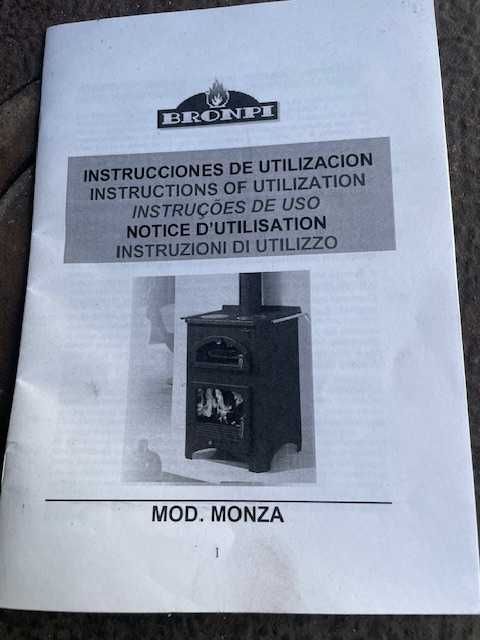 BRONPI
INSTRUCCIONES DE UTILIZACION
INSTRUCTIONS OF UTILIZATION
INSTRUÇÕES DE USO
NOTICE D'UTILISATION
INSTRUZIONI DI UTILIZZO
MOD. MONZA
1